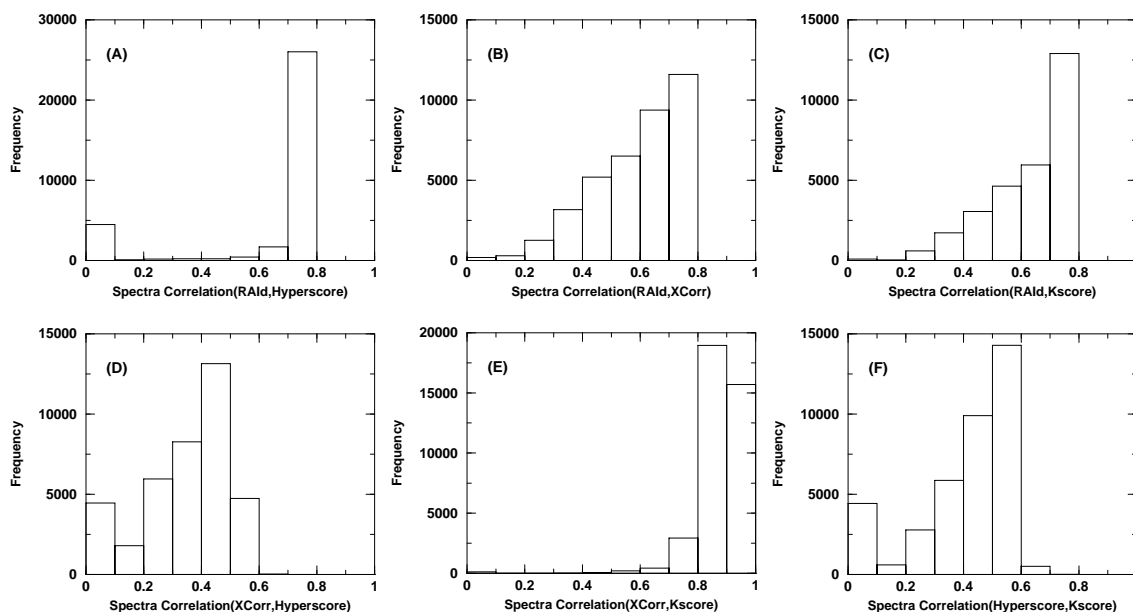 (A)
Frequency
30000
20000
10000
0
0 0.2 0.4 0.6 0.8 1
Spectra Correlation(RAId,Hyperscore)
(B)
Frequency
15000
10000
5000
0
0 0.2 0.4 0.6 0.8 1
Spectra Correlation(RAId,XCorr)
(C)
Frequency
15000
10000
5000
0
0 0.2 0.4 0.6 0.8
Spectra Correlation(RAId,Kscore)
(D)
Frequency
15000
10000
5000
0
0 0.2 0.4 0.6 0.8 1
Spectra Correlation(XCorr,Hyperscore)
(E)
Frequency
20000
15000
10000
5000
0
0 0.2 0.4 0.6 0.8 1
Spectra Correlation(XCorr,Kscore)
(F)
Frequency
15000
10000
5000
0
0 0.2 0.4 0.6 0.8
Spectra Correlation(Hyperscore,Kscore)